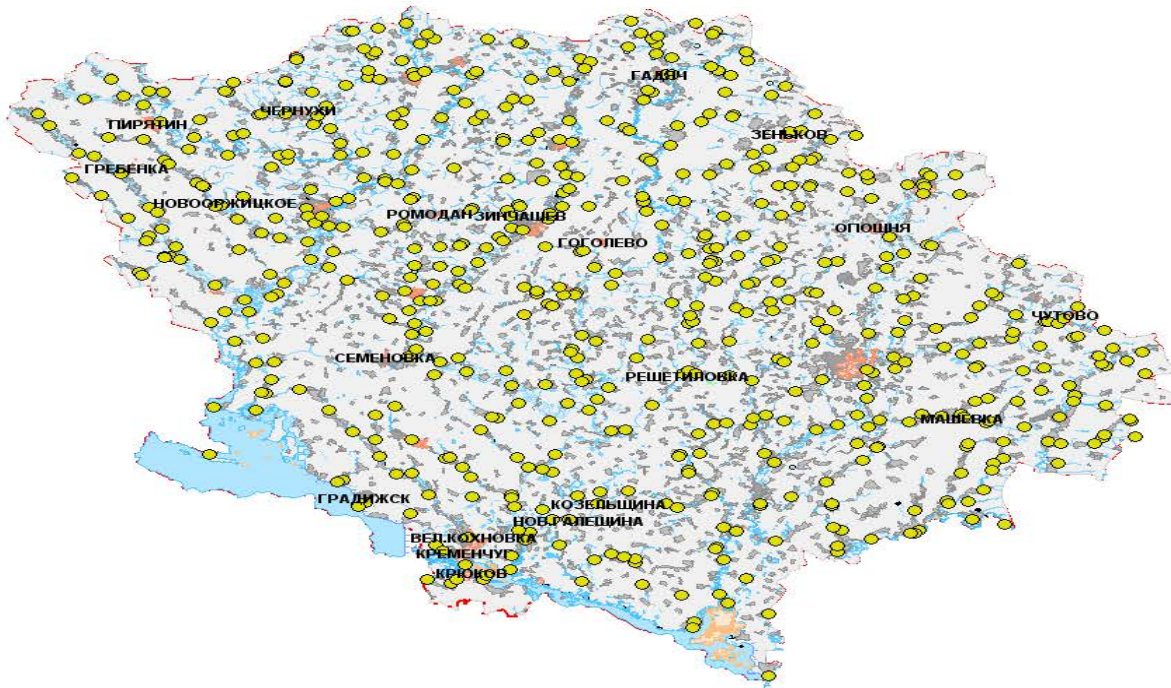 ГАДЯЧ
ЧЕРНУХИ
ПИРЯТИН
ЗЕНЬКОВ
ГРЕБЕНКА
НОВООРЖИЦКОЕ
РОМОДАН
ЗИНЧАШЕВ
ОПОШНЯ
ГОГОЛЕВО
ЧУТОВО
СЕМЕНОВКА
РЕШЕТИЛОВКА
МАШЕВКА
ГРАДИЖСК
КОЗЕЛЬЩИНА
НОВ.ГАЛЕЩИНА
ВЕЛ.КОХНОВКА
КРЕМЕНЧУГ
КРЮКОВ